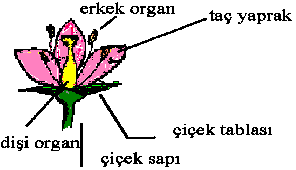 erkek organ
taç yaprak
çiçek tablası
dişi organ
çiçek sapı